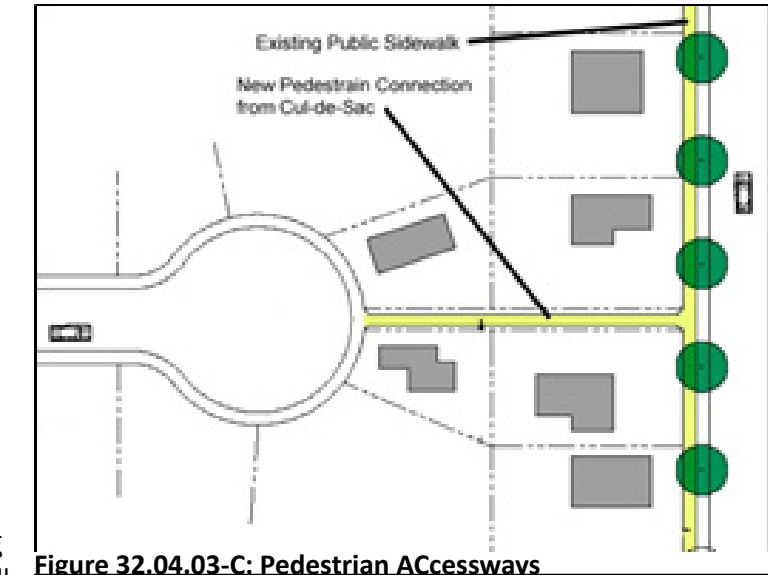 Existing Public Sidewalk
New Pedestrain Connection
from Cul-de-Sac
Figure 32.04.03-C: Pedestrian ACcessways